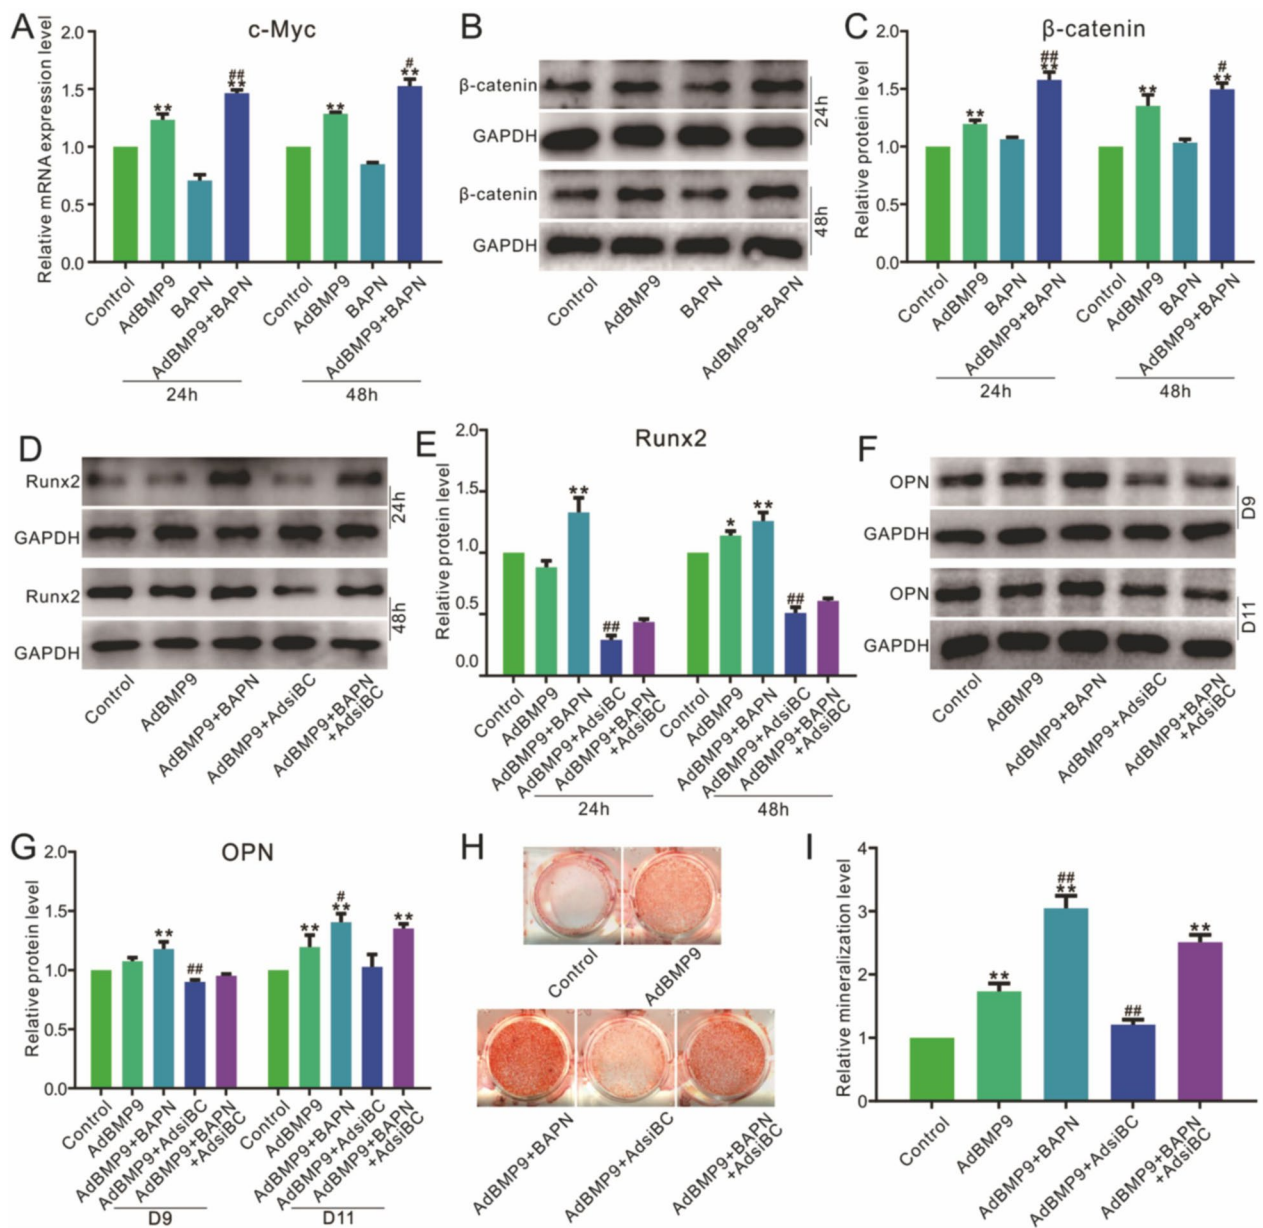 A
c-Myc
Relative mRNA expression level
2.0
1.5
1.0
0.5
0.0
**
##
**
**
#
**
Control
AdBMP9
BAPN
AdBMP9+BAPN
Control
AdBMP9
BAPN
AdBMP9+BAPN
24h
48h
B
β-catenin
GAPDH
24h
β-catenin
GAPDH
48h
Control
AdBMP9
BAPN
AdBMP9+BAPN
C
β-catenin
Relative protein level
2.0
1.5
1.0
0.5
0.0
**
##
**
**
#
**
Control
AdBMP9
BAPN
AdBMP9+BAPN
Control
AdBMP9
BAPN
AdBMP9+BAPN
24h
48h
D
Runx2
GAPDH
24h
Runx2
GAPDH
48h
Control
AdBMP9
AdBMP9+BAPN
AdBMP9+AdsiBC
AdBMP9+BAPN
+AdsiBC
E
Runx2
Relative protein level
2.0
1.5
1.0
0.5
0.0
**
##
*
**
##
Control
AdBMP9
AdBMP9+BAPN
AdBMP9+AdsiBC
AdBMP9+BAPN
+AdsiBC
Control
AdBMP9
AdBMP9+BAPN
AdBMP9+AdsiBC
AdBMP9+BAPN
+AdsiBC
24h
48h
F
OPN
GAPDH
D9
OPN
GAPDH
D11
Control
AdBMP9
AdBMP9+BAPN
AdBMP9+AdsiBC
AdBMP9+BAPN
+AdsiBC
G
OPN
Relative protein level
2.0
1.5
1.0
0.5
0.0
**
##
**
#
**
**
Control
AdBMP9
AdBMP9+BAPN
AdBMP9+AdsiBC
AdBMP9+BAPN
+AdsiBC
Control
AdBMP9
AdBMP9+BAPN
AdBMP9+AdsiBC
AdBMP9+BAPN
+AdsiBC
D9
D11
H
Control
AdBMP9
AdBMP9+BAPN
AdBMP9+AdsiBC
AdBMP9+BAPN
+AdsiBC
I
Relative mineralization level
4
3
2
1
0
**
##
**
##
**
Control
AdBMP9
AdBMP9+BAPN
AdBMP9+AdsiBC
AdBMP9+BAPN
+AdsiBC